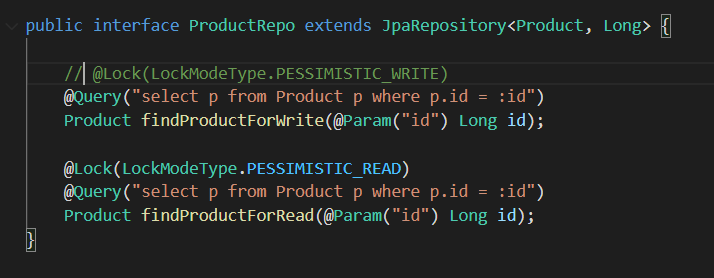 public interface ProductRepo extends JpaRepository<Product, Long> {
// @Lock(LockModeType.PESSIMISTIC_WRITE)
@Query("select p from Product p where p.id = :id")
Product findProductForWrite(@Param("id") Long id);
@Lock(LockModeType.PESSIMISTIC_READ)
@Query("select p from Product p where p.id = :id")
Product findProductForRead(@Param("id") Long id);
}